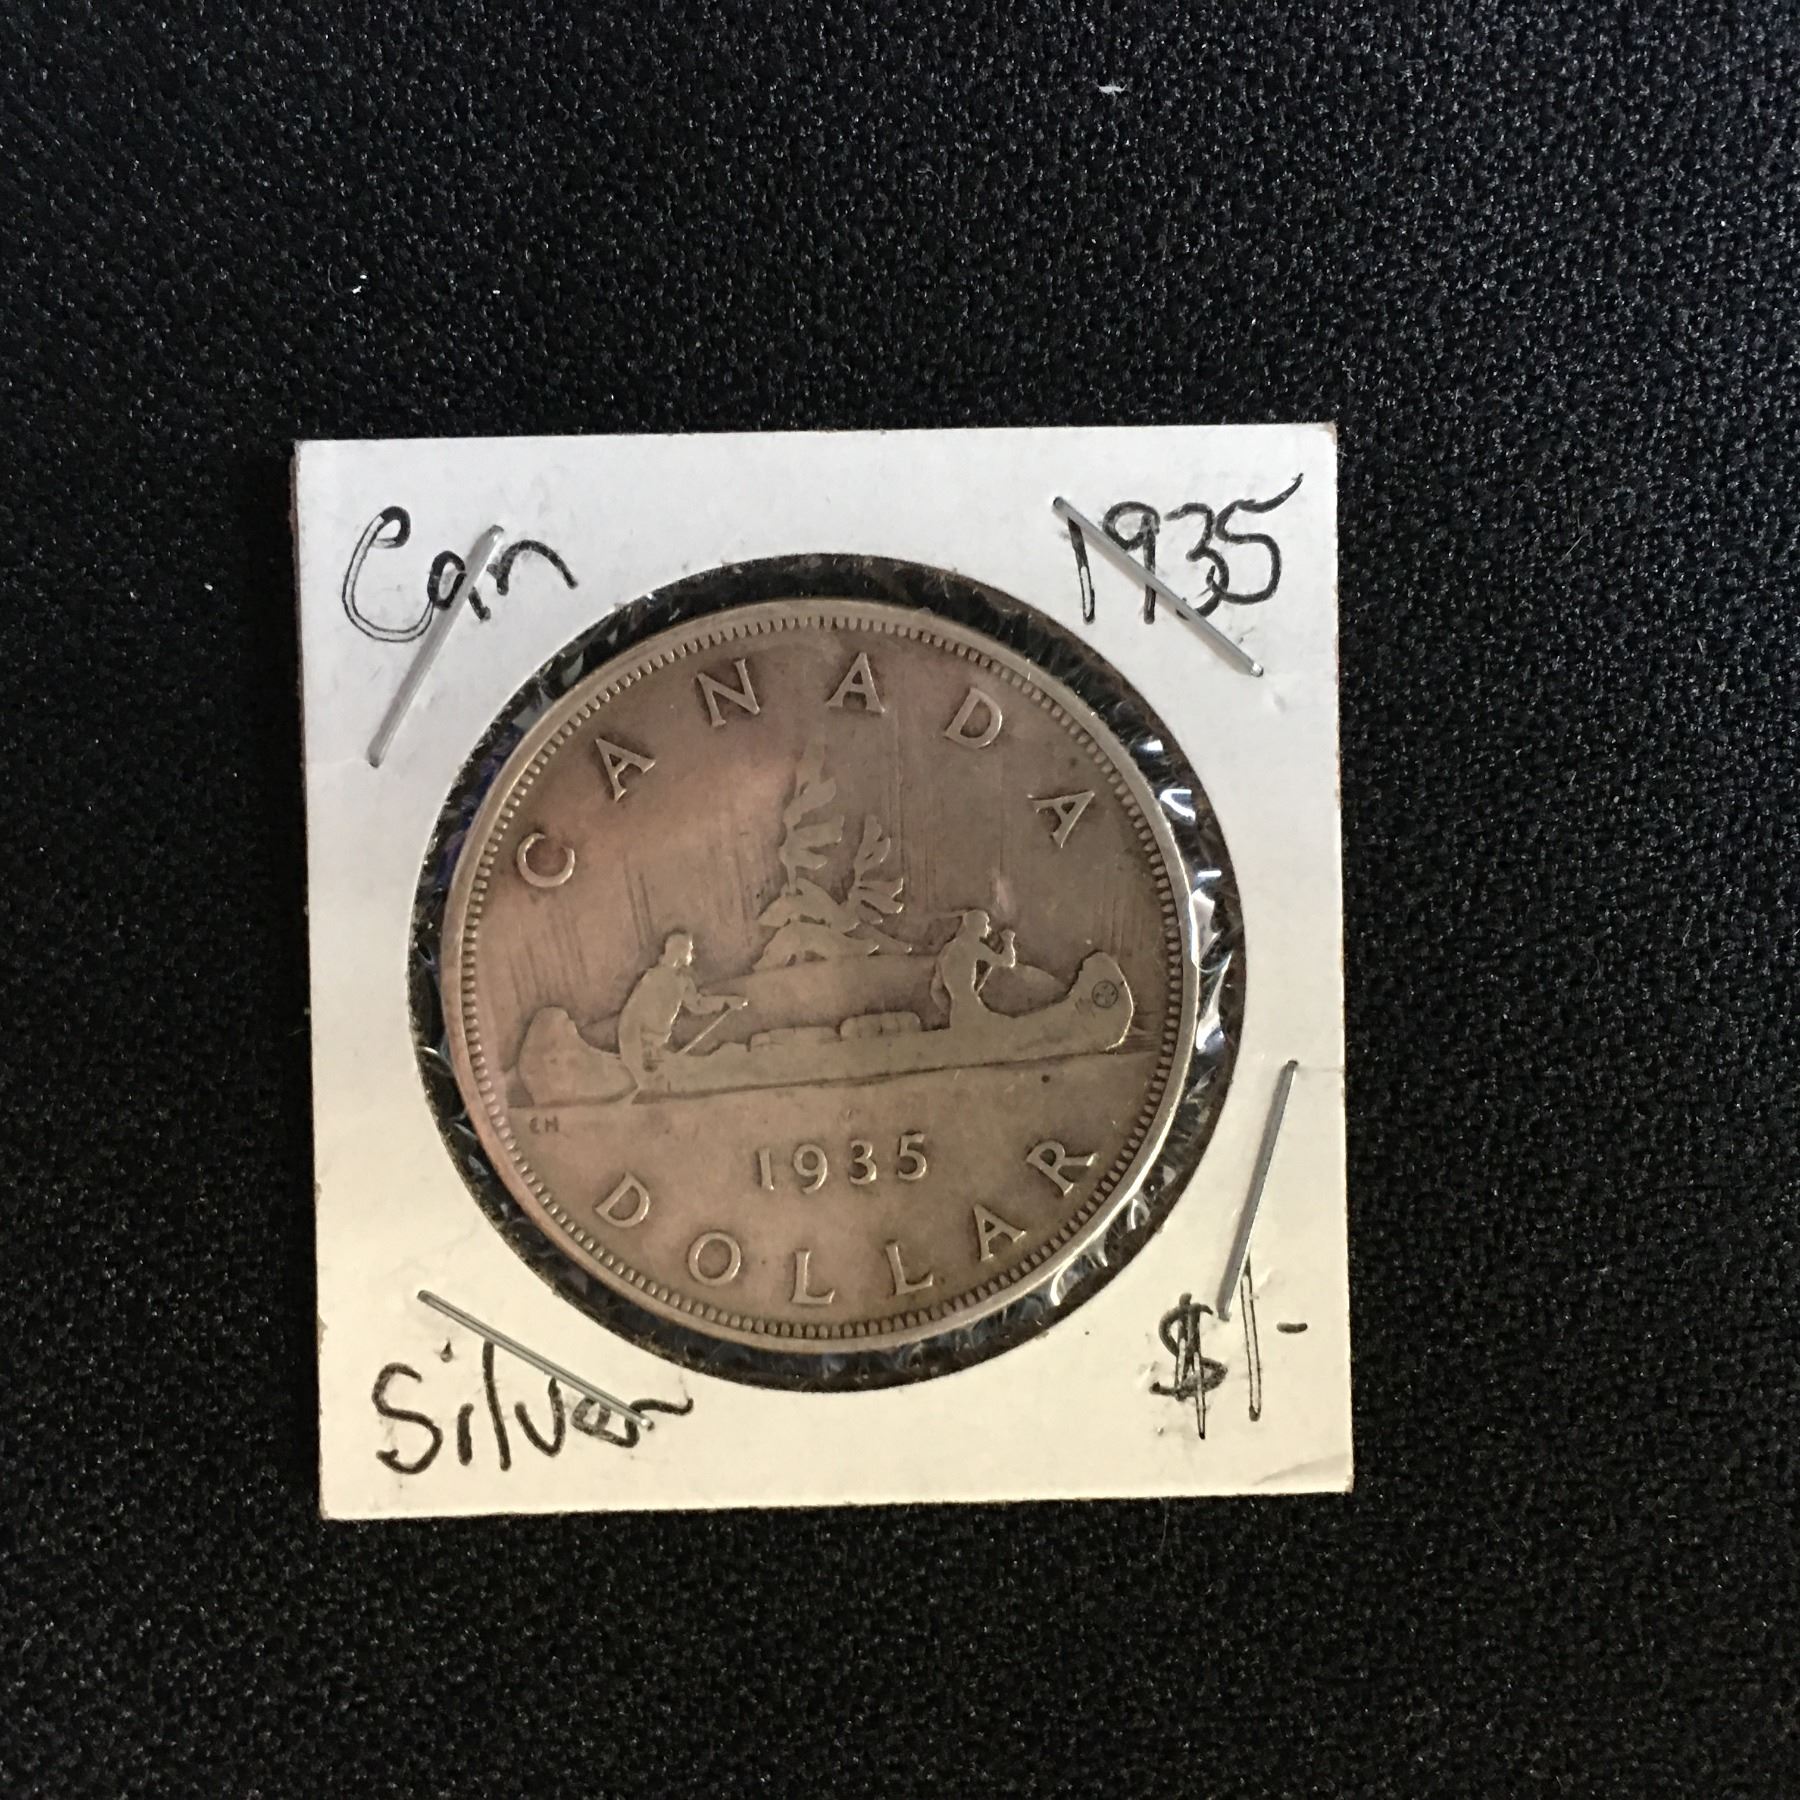 Can 1935
CANADA
EH
1935
DOLLAR
Silver $1-